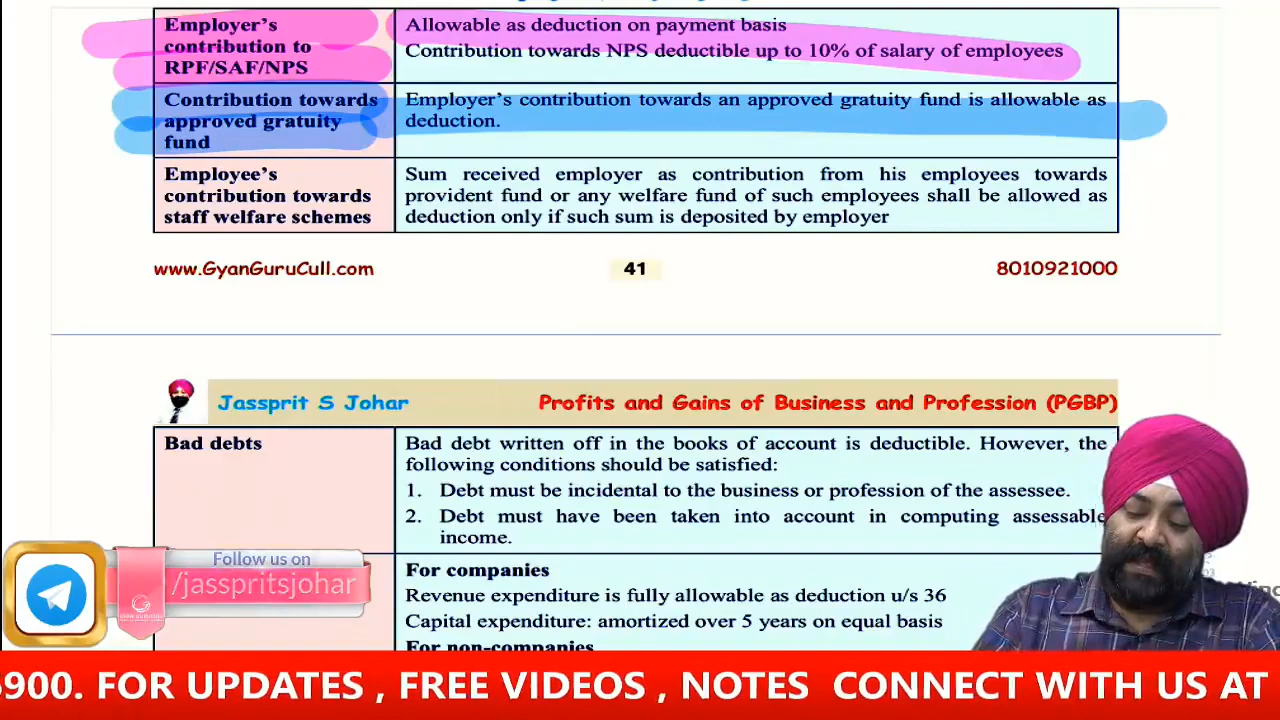 Employer's
contribution to
RPF/SAF/NPS
Allowable as deduction on payment basis
Contribution towards NPS deductible up to 10% of salary of employees
Contribution towards
approved gratuity
fund
Employer's contribution towards an approved gratuity fund is allowable as
deduction.
Employee's
contribution towards
staff welfare schemes
Sum received employer as contribution from his employees towards
provident fund or any welfare fund of such employees shall be allowed as
deduction only if such sum is deposited by employer
www.GyanGuruCull.com 41 8010921000
Jassprit S Johar Profits and Gains of Business and Profession (PGBP)
Bad debts
Bad debt written off in the books of account is deductible. However, the
following conditions should be satisfied:
1. Debt must be incidental to the business or profession of the assessee.
2. Debt must have been taken into account in computing assessable
income.
For companies
Revenue expenditure is fully allowable as deduction u/s 36
Capital expenditure: amortized over 5 years on equal basis
For non-companies
Follow us on
/jasspritsjohar
5900. FOR UPDATES , FREE VIDEOS , NOTES CONNECT WITH US AT